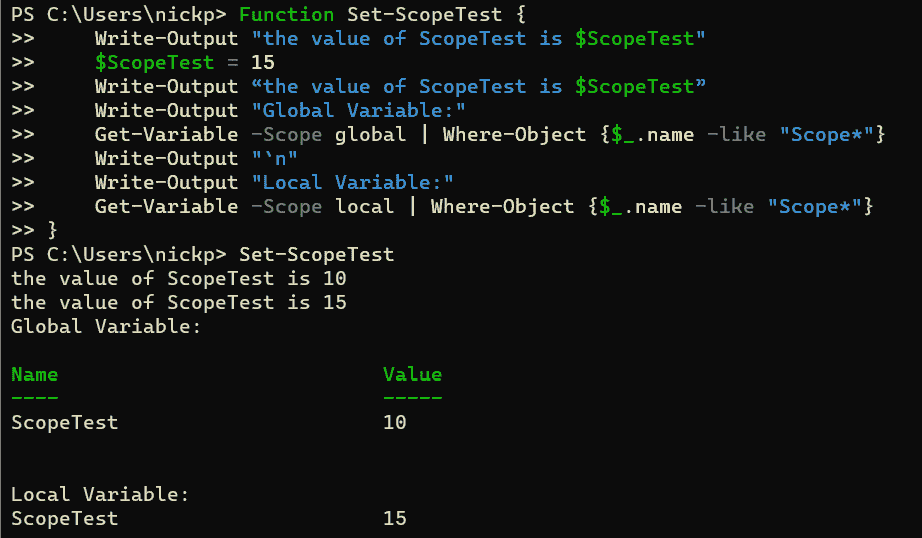 PS C:\Users\nickp> Function Set-ScopeTest {
>>     Write-Output "the value of ScopeTest is $ScopeTest"
>>     $ScopeTest = 15
>>     Write-Output “the value of ScopeTest is $ScopeTest”
>>     Write-Output "Global Variable:"
>>     Get-Variable -Scope global | Where-Object {$_.name -like "Scope*"}
>>     Write-Output "`n"
>>     Write-Output "Local Variable:"
>>     Get-Variable -Scope local | Where-Object {$_.name -like "Scope*"}
>> }
PS C:\Users\nickp> Set-ScopeTest
the value of ScopeTest is 10
the value of ScopeTest is 15
Global Variable:

Name                           Value
----                           -----
ScopeTest                      10


Local Variable:
ScopeTest                      15